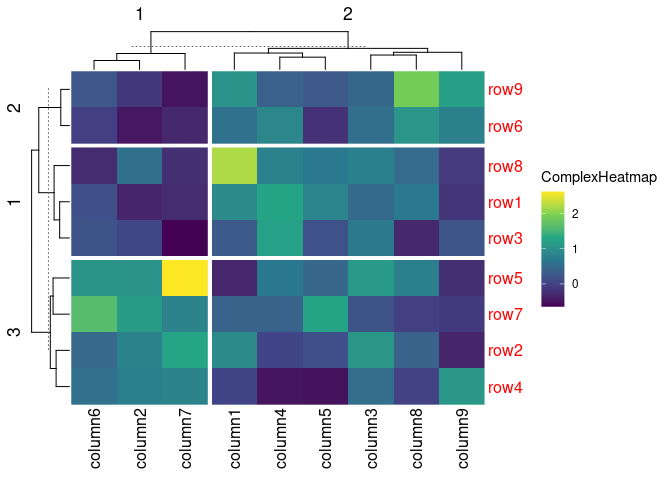 1 2
2
1
3
row9
row6
row8
row1
row3
row5
row7
row2
row4
column6 column2 column7 column1 column4 column5 column3 column8 column9
ComplexHeatmap
2
1
0